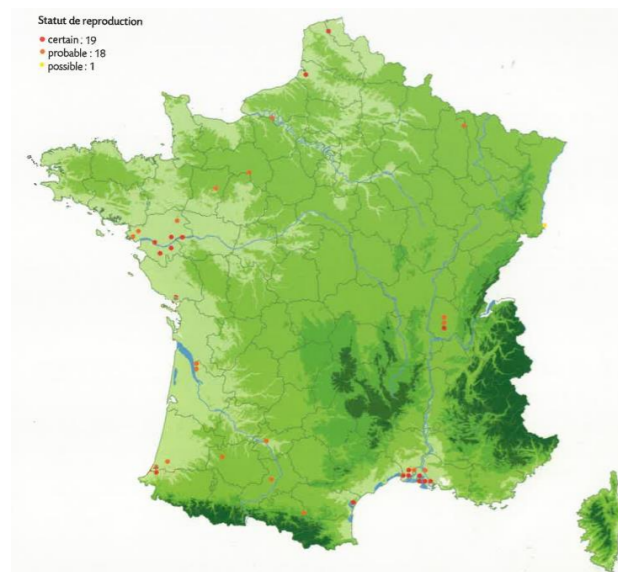 Statut de reproduction
certain : 19
probable : 18
possible : 1